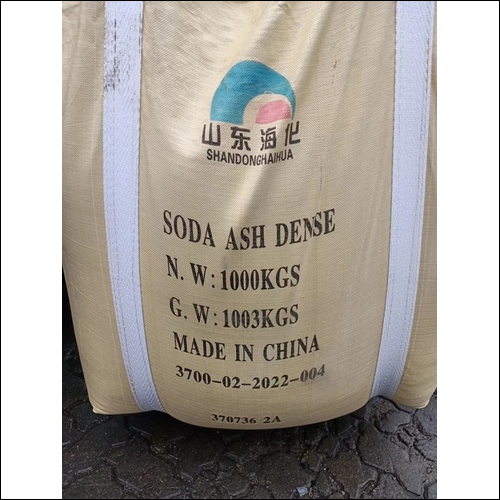 山东海化
SHANDONGHAIHUA
SODA ASH DENSE
N.W:1000KGS
G.W:1003KGS
MADE IN CHINA
3700-02-2022-004
370736 2A